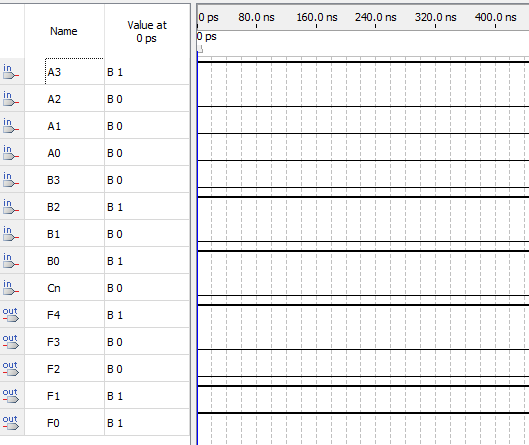 Name
Value at
0 ps
0 ps 80.0 ns 160.0 ns 240.0 ns 320.0 ns 400.0 ns
0 ps
in A3 B 1
in A2 B 0
in A1 B 0
in A0 B 0
in B3 B 0
in B2 B 1
in B1 B 0
in B0 B 1
in Cn B 0
out F4 B 1
out F3 B 0
out F2 B 0
out F1 B 1
out F0 B 1